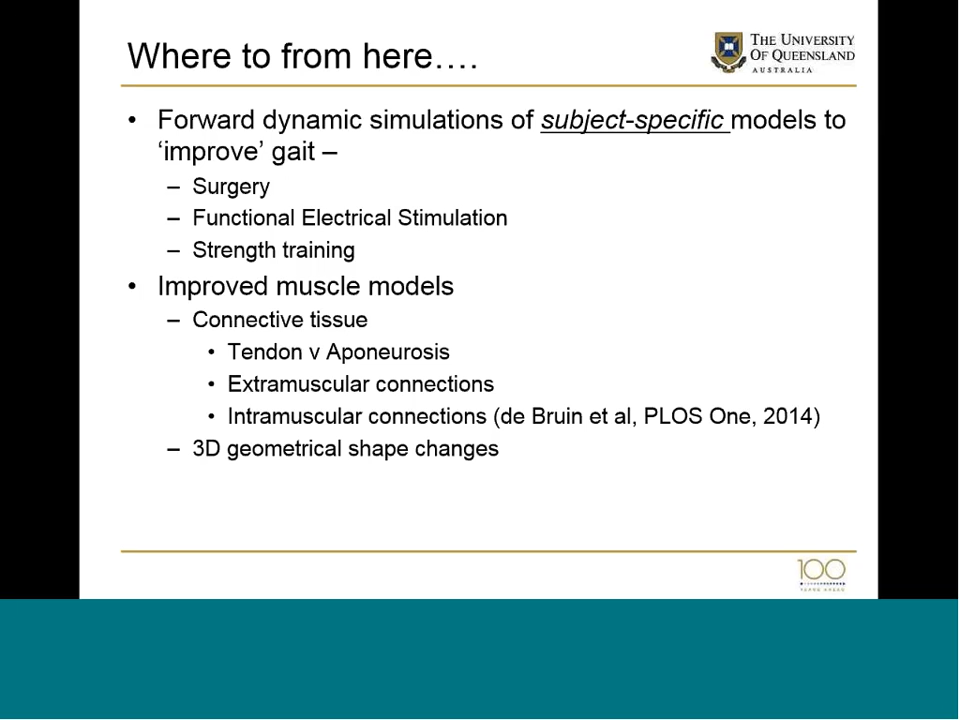 Where to from here….
THE UNIVERSITY
OF QUEENSLAND
AUSTRALIA
• Forward dynamic simulations of subject-specific models to
‘improve’ gait –
– Surgery
– Functional Electrical Stimulation
– Strength training
• Improved muscle models
– Connective tissue
• Tendon v Aponeurosis
• Extramuscular connections
• Intramuscular connections (de Bruin et al, PLOS One, 2014)
– 3D geometrical shape changes
100